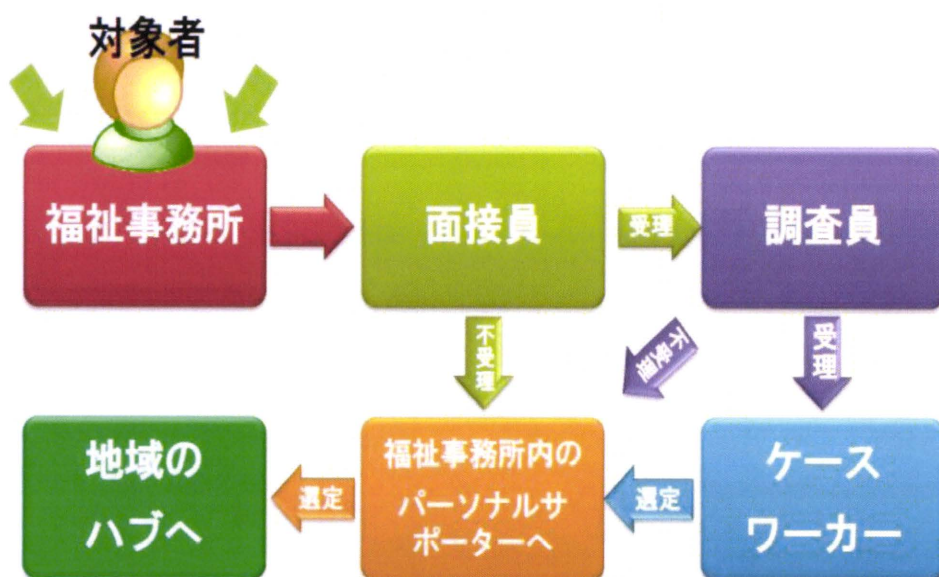 対象者
福祉事務所
面接員
受理
調査員
不受理
不受理
受理
地域の
ハブへ
選定
福祉事務所内の
パーソナルサ
ポーターへ
選定
ケース
ワーカー